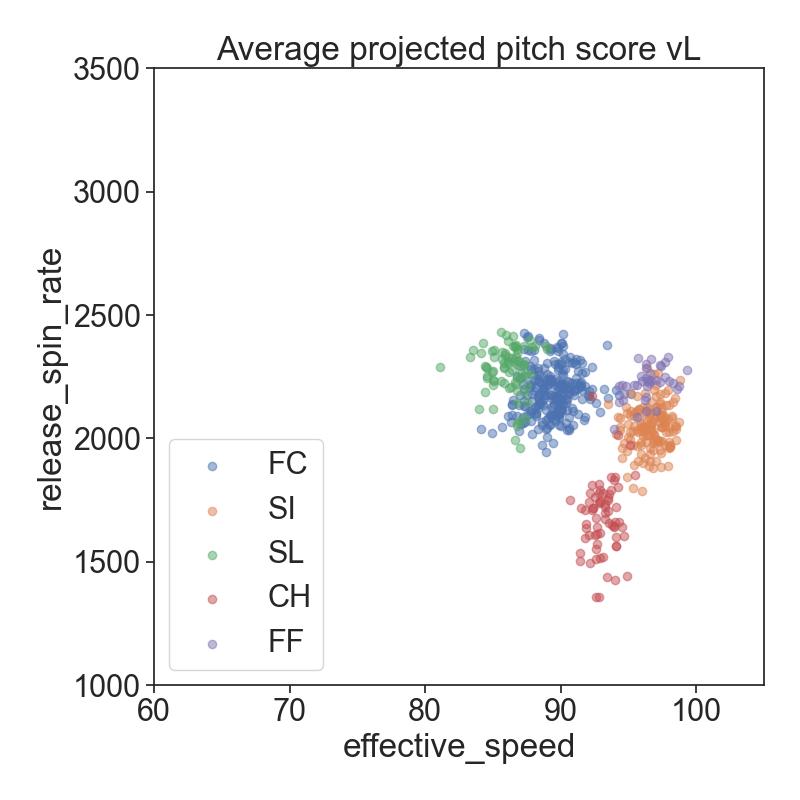 Average projected pitch score vL
3500
3000
2500
2000
1500
1000
release_spin_rate
FC
SI
SL
CH
FF
60
70
80
90
100
effective_speed